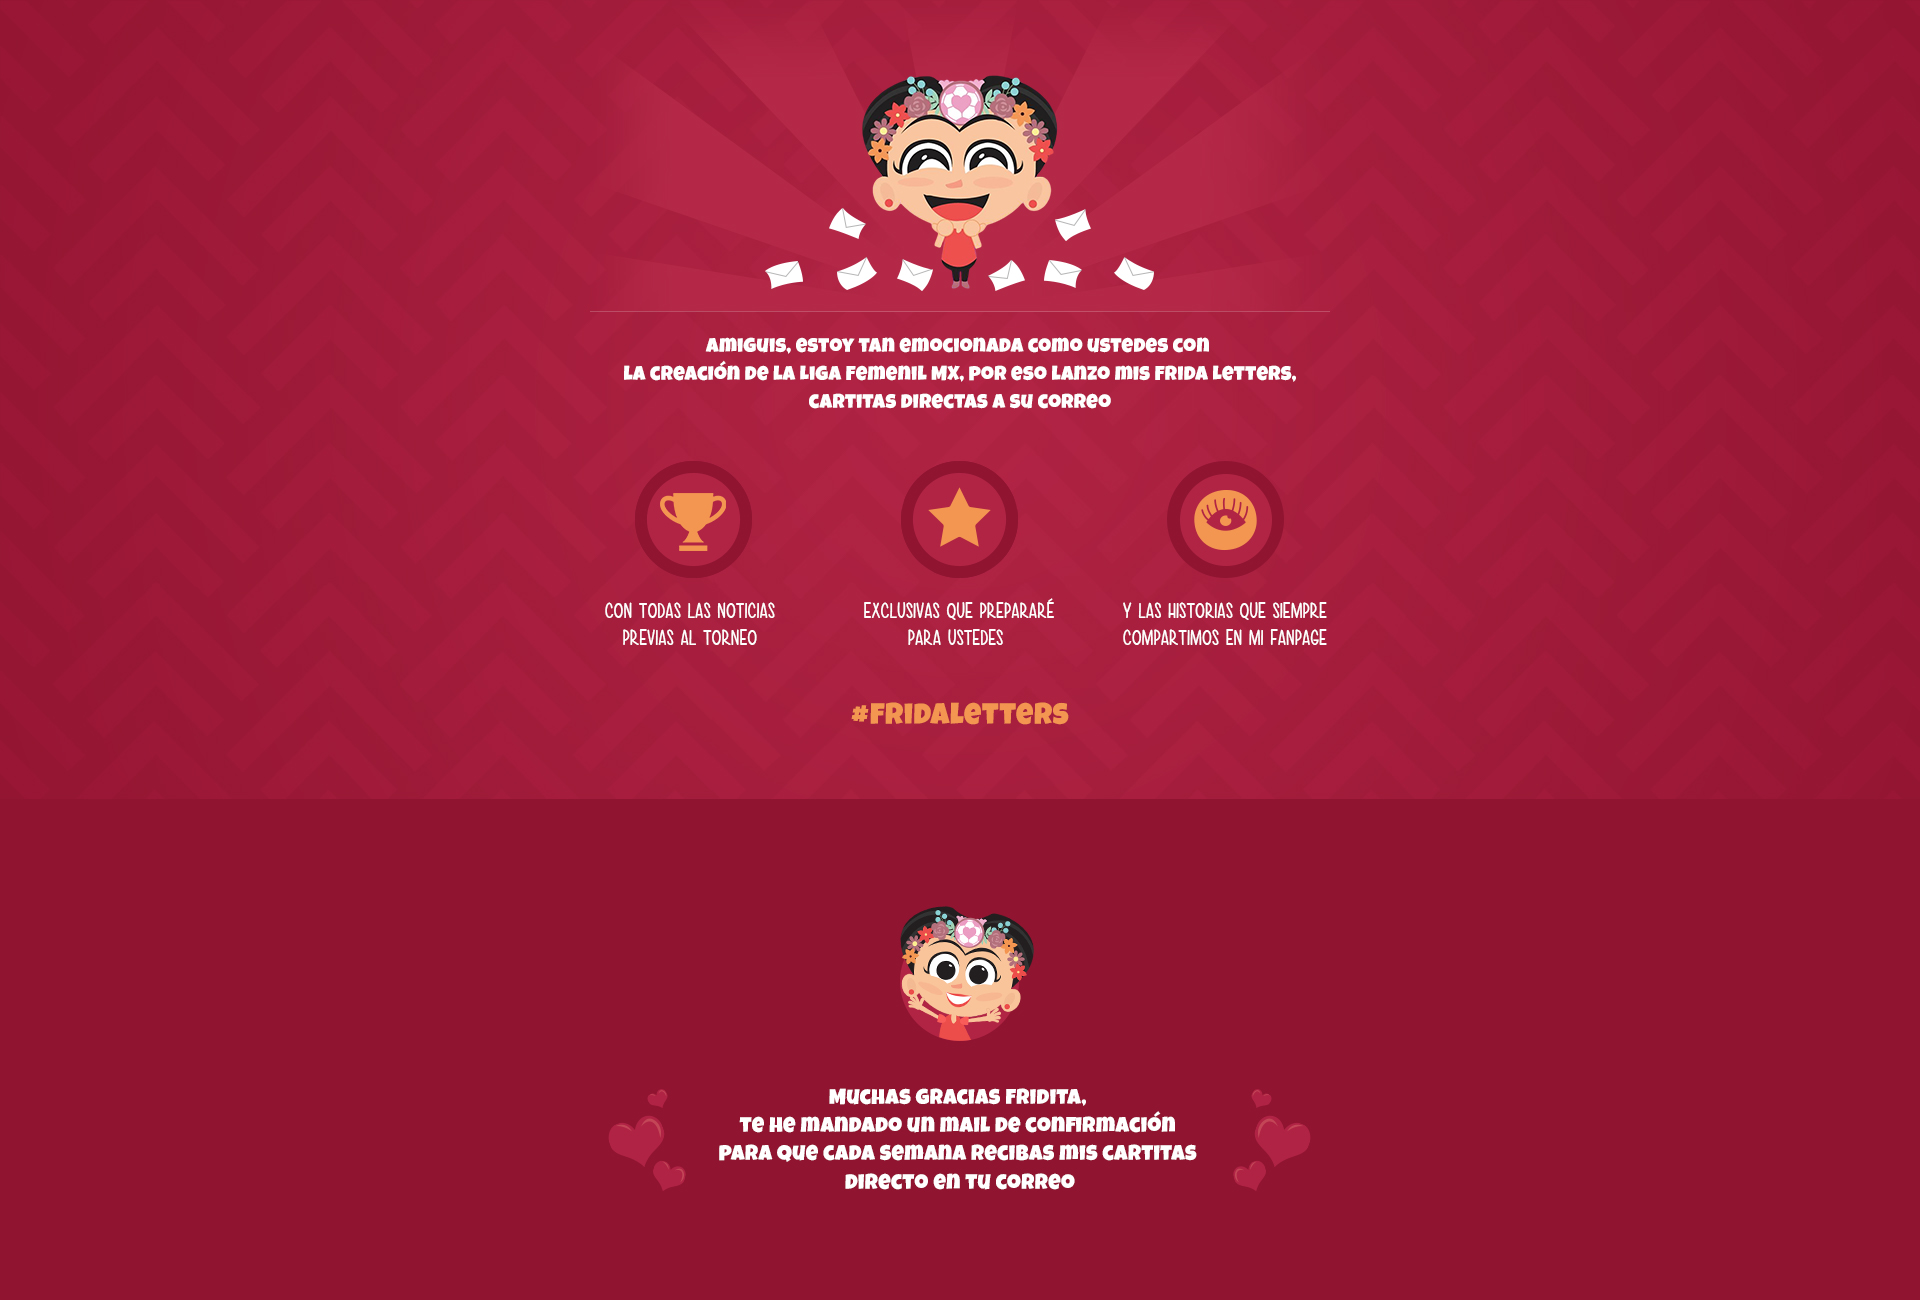 Amiguis, estoy tan emocionada como ustedes con
la creación de la Liga Femenil MX, por eso lanzo mis Frida Letters,
cartitas directas a su correo
CON TODAS LAS NOTICIAS
PREVIAS AL TORNEO
EXCLUSIVAS QUE PREPARARÉ
PARA USTEDES
Y LAS HISTORIAS QUE SIEMPRE
COMPARTIMOS EN MI FANPAGE
#FridaLetters
Muchas gracias Fridita,
te he mandado un mail de confirmación
para que cada semana recibas mis cartitas
directo en tu correo